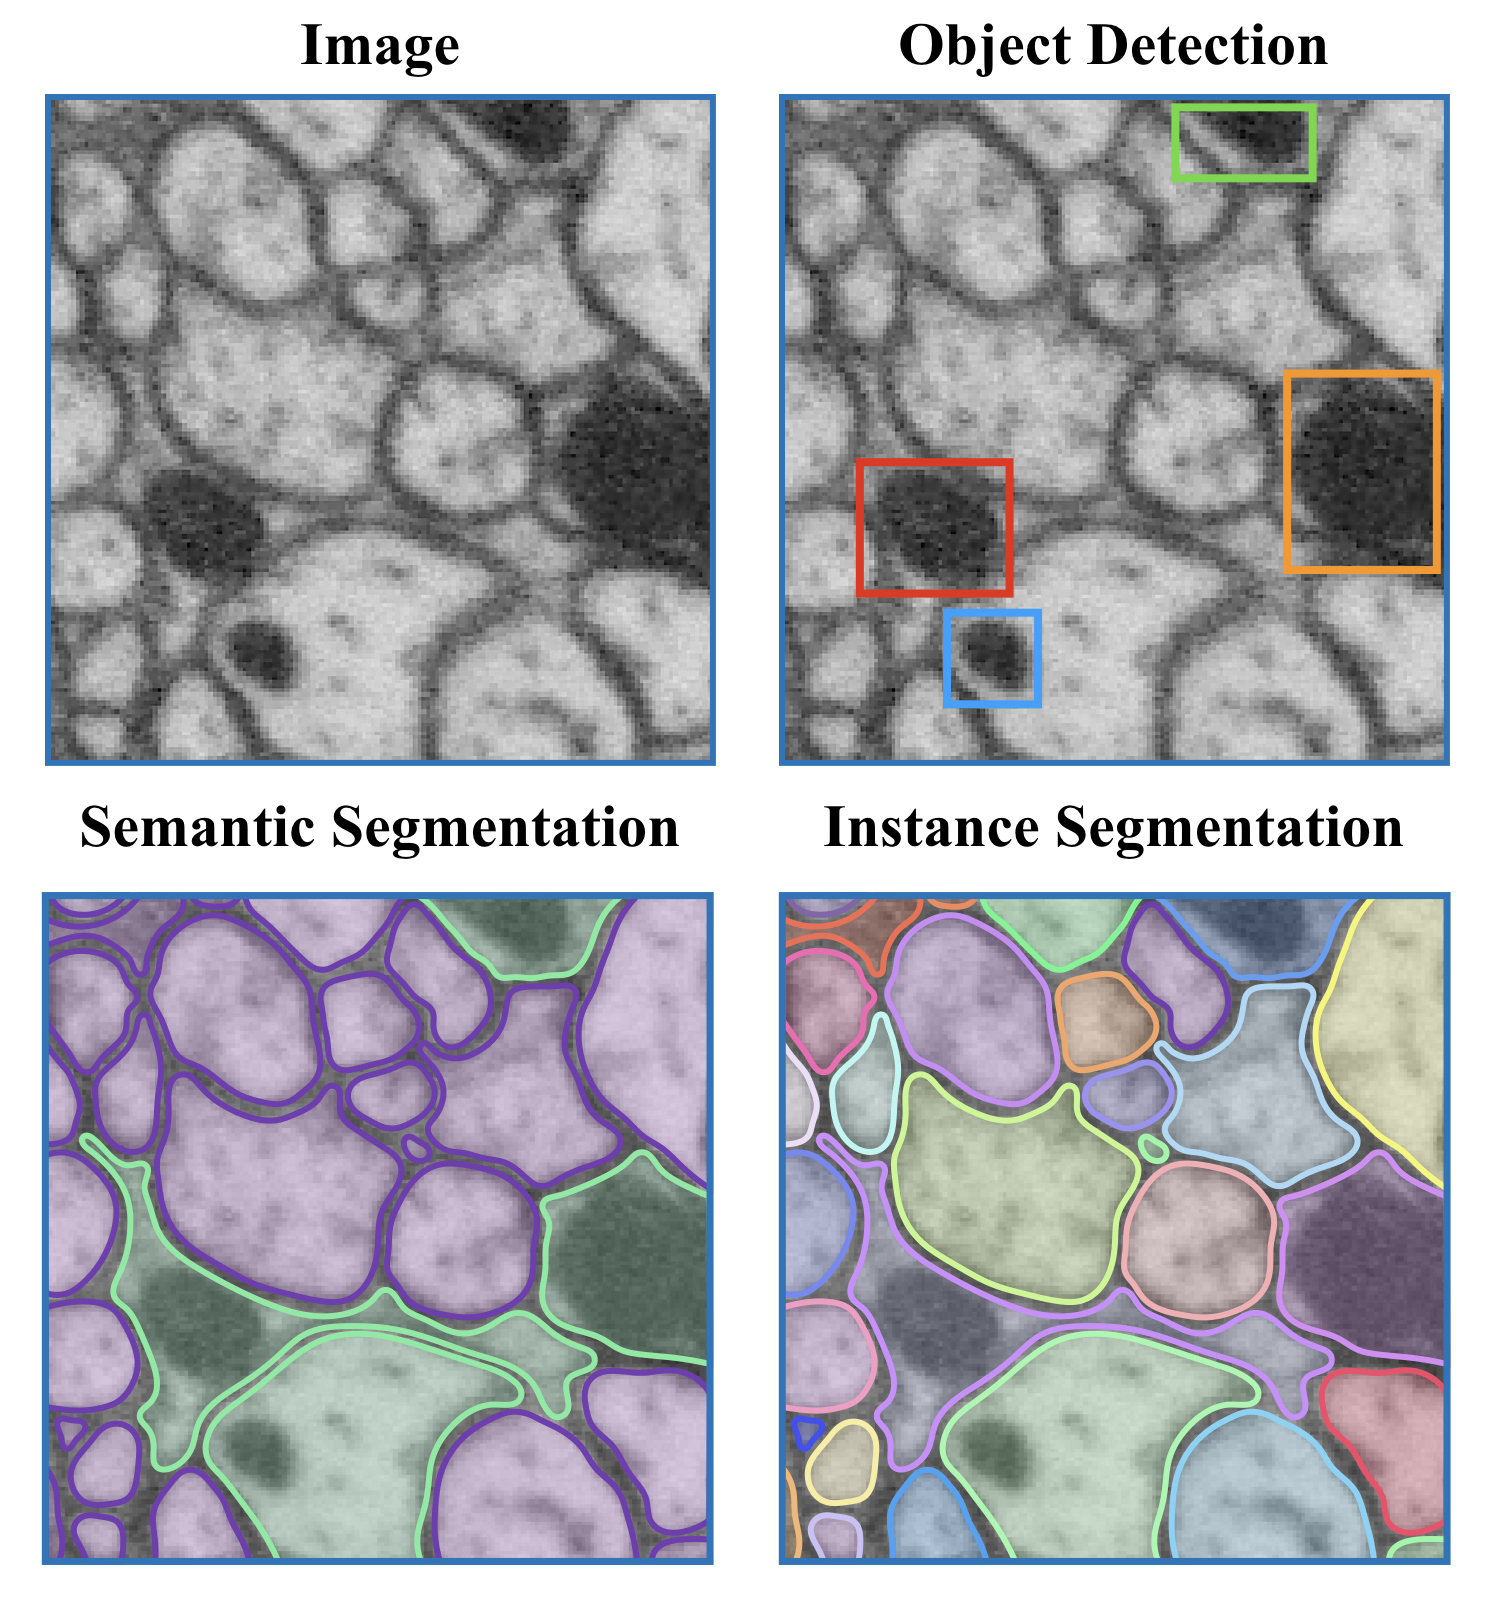 Image
Object Detection
Semantic Segmentation
Instance Segmentation